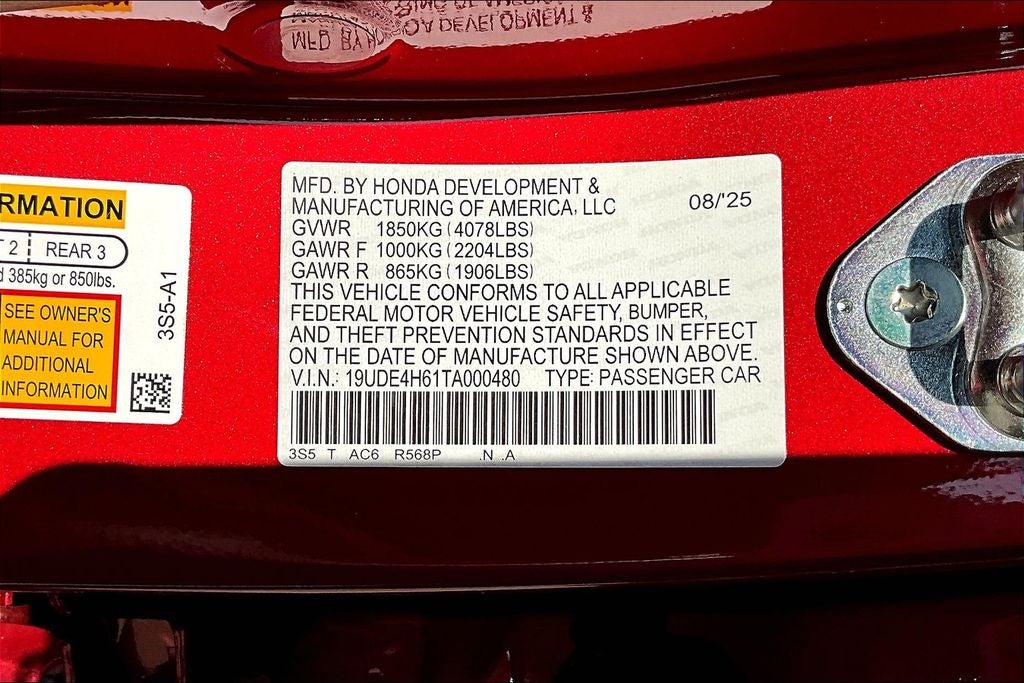 RMATION
T 2 REAR 3
d 385kg or 850lbs.
SEE OWNER'S
MANUAL FOR
ADDITIONAL
INFORMATION
3S5-A1
MFD. BY HONDA DEVELOPMENT &
MANUFACTURING OF AMERICA, LLC 08/'25
GVWR 1850KG (4078LBS)
GAWR F 1000KG (2204LBS)
GAWR R 865KG (1906LBS)
THIS VEHICLE CONFORMS TO ALL APPLICABLE
FEDERAL MOTOR VEHICLE SAFETY, BUMPER,
AND THEFT PREVENTION STANDARDS IN EFFECT
ON THE DATE OF MANUFACTURE SHOWN ABOVE.
V.I.N.: 19UDE4H61TA000480 TYPE: PASSENGER CAR
3S5 T AC6 R568P .N .A